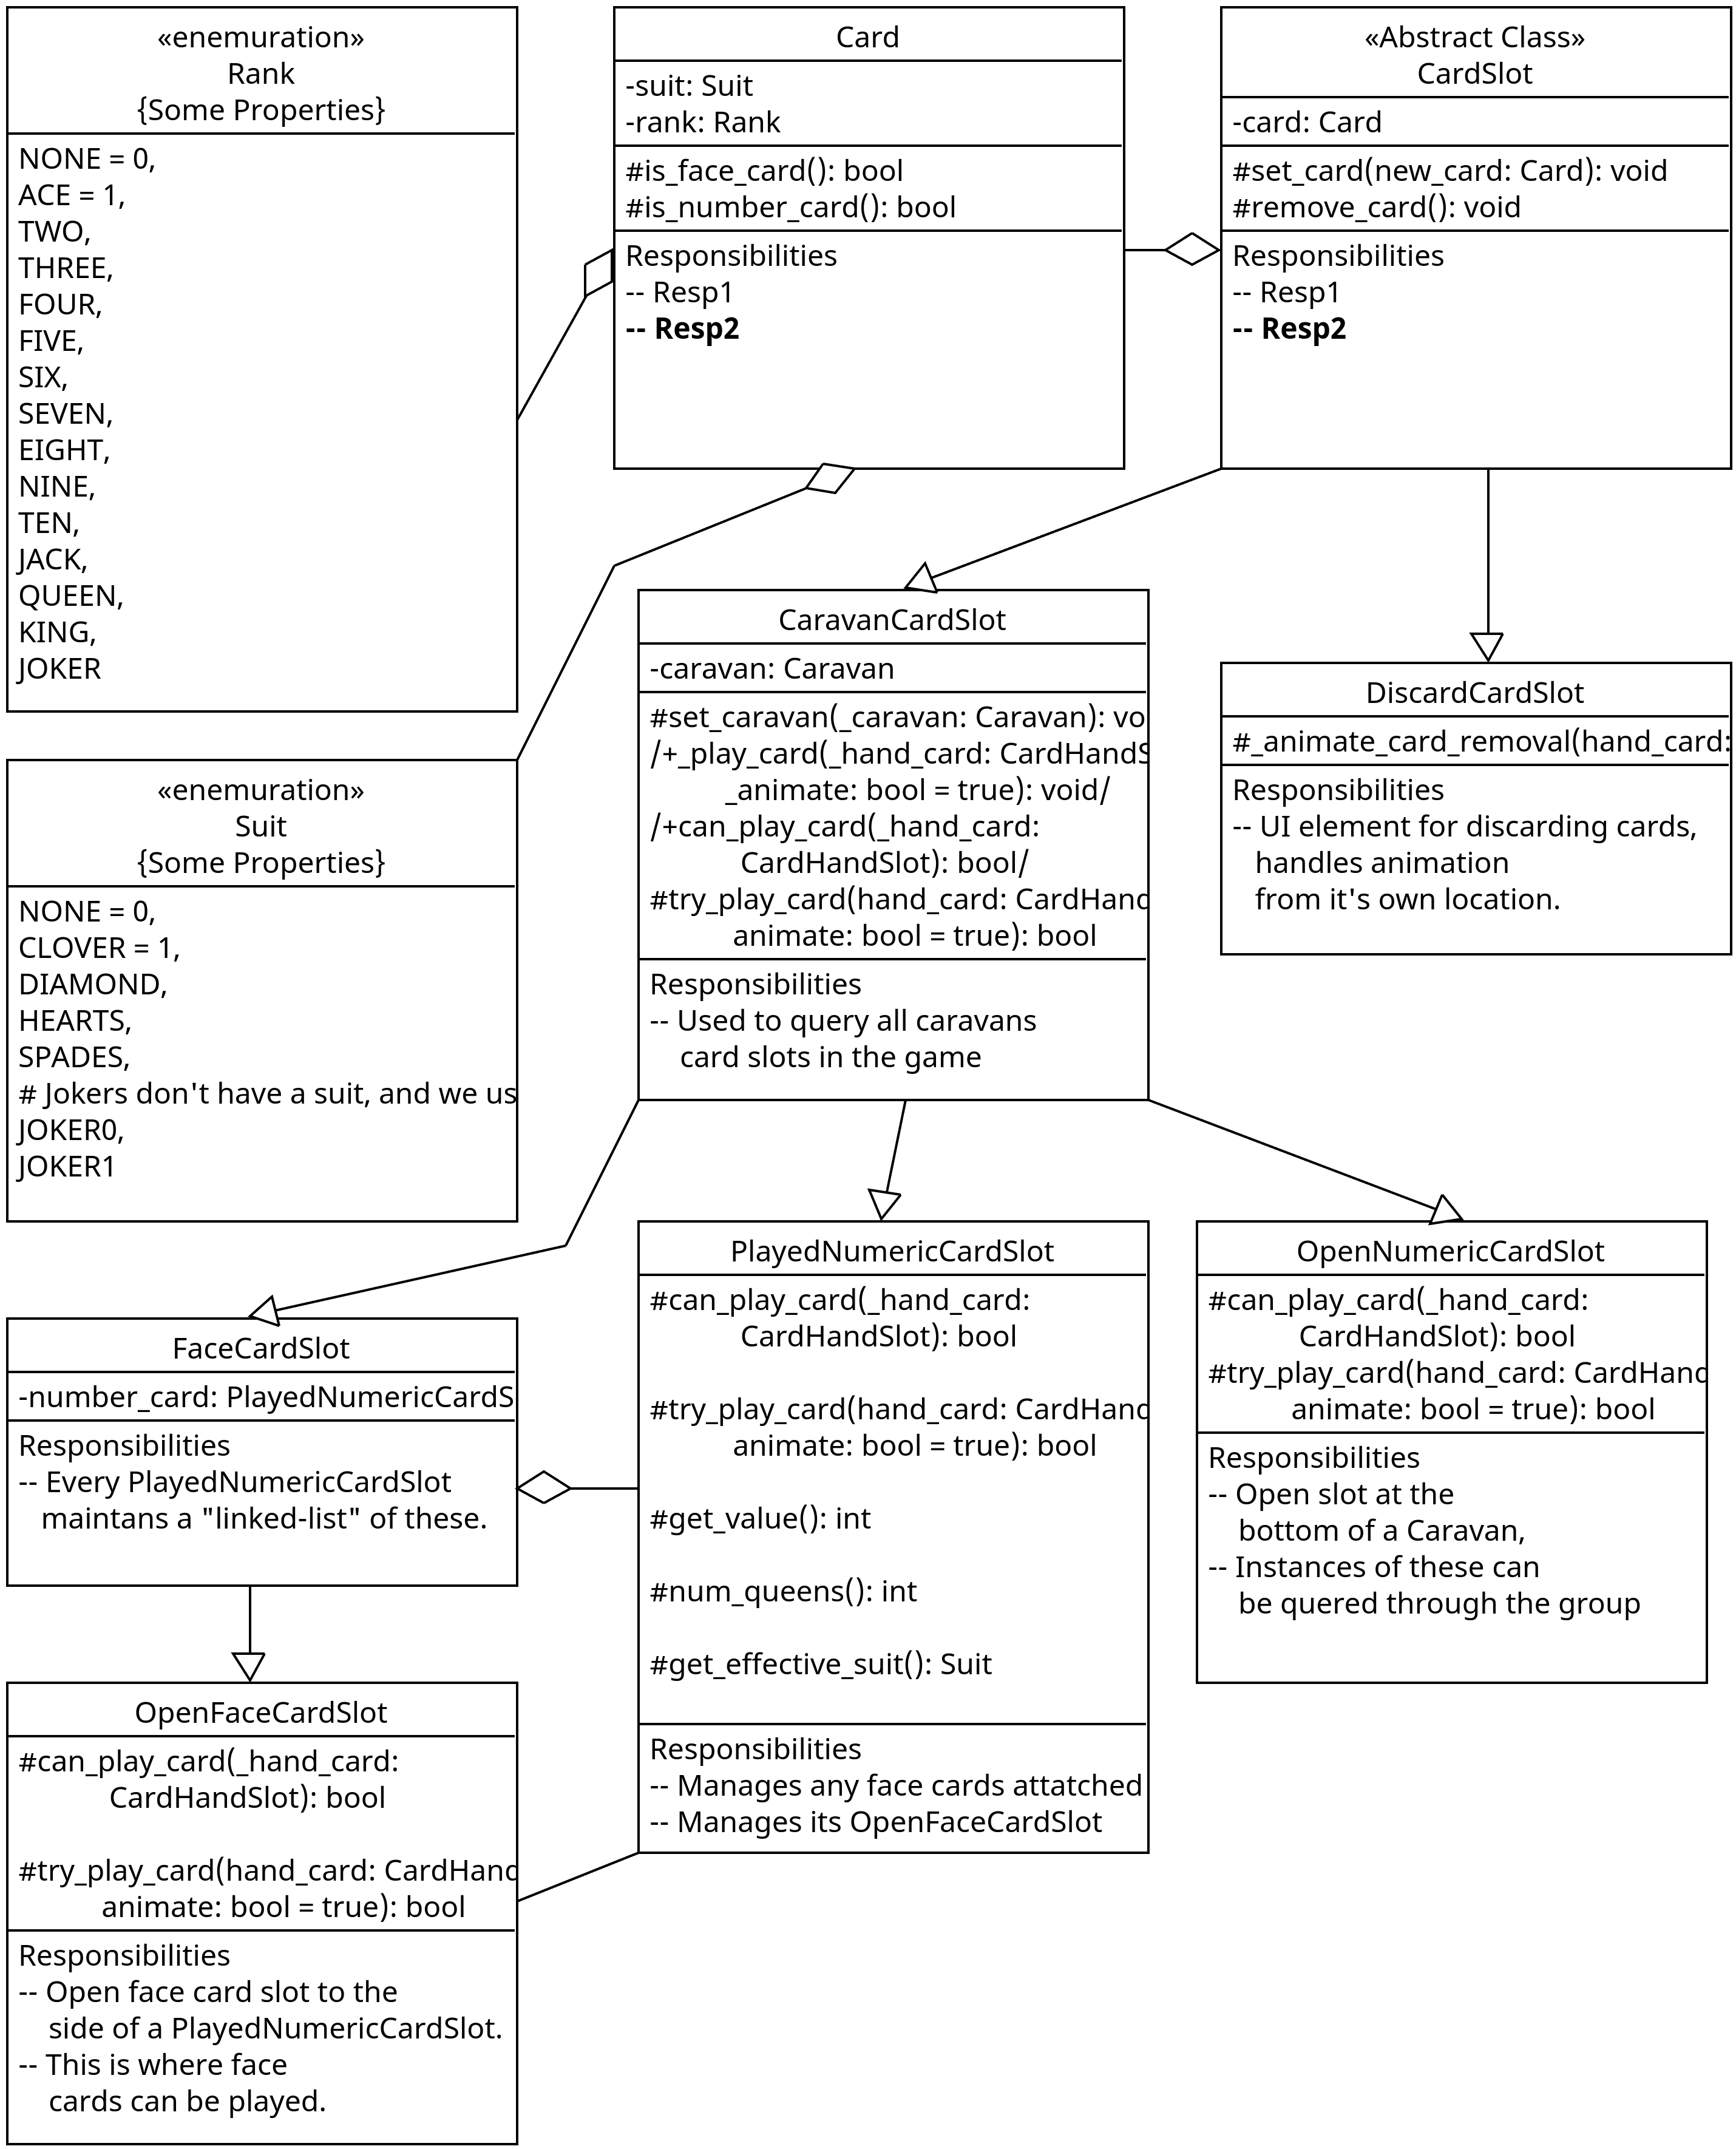 «enemuration»
Rank
{Some Properties}
NONE = 0,
ACE = 1,
TWO,
THREE,
FOUR,
FIVE,
SIX,
SEVEN,
EIGHT,
NINE,
TEN,
JACK,
QUEEN,
KING,
JOKER
Card
-suit: Suit
-rank: Rank
#is_face_card(): bool
#is_number_card(): bool
Responsibilities
-- Resp1
-- Resp2
«Abstract Class»
CardSlot
-card: Card
#set_card(new_card: Card): void
#remove_card(): void
Responsibilities
-- Resp1
-- Resp2
CaravanCardSlot
-caravan: Caravan
#set_caravan(_caravan: Caravan): vo
/+_play_card(_hand_card: CardHandS
_animate: bool = true): void/
/+can_play_card(_hand_card:
CardHandSlot): bool/
#try_play_card(hand_card: CardHand
animate: bool = true): bool
Responsibilities
-- Used to query all caravans
card slots in the game
DiscardCardSlot
#_animate_card_removal(hand_card:
Responsibilities
-- UI element for discarding cards,
handles animation
from it's own location.
«enemuration»
Suit
{Some Properties}
NONE = 0,
CLOVER = 1,
DIAMOND,
HEARTS,
SPADES,
# Jokers don't have a suit, and we us
JOKER0,
JOKER1
FaceCardSlot
-number_card: PlayedNumericCardS
Responsibilities
-- Every PlayedNumericCardSlot
maintans a "linked-list" of these.
PlayedNumericCardSlot
#can_play_card(_hand_card:
CardHandSlot): bool
#try_play_card(hand_card: CardHand
animate: bool = true): bool
#get_value(): int
#num_queens(): int
#get_effective_suit(): Suit
Responsibilities
-- Manages any face cards attatched
-- Manages its OpenFaceCardSlot
OpenNumericCardSlot
#can_play_card(_hand_card:
CardHandSlot): bool
#try_play_card(hand_card: CardHand
animate: bool = true): bool
Responsibilities
-- Open slot at the
bottom of a Caravan,
-- Instances of these can
be quered through the group
OpenFaceCardSlot
#can_play_card(_hand_card:
CardHandSlot): bool
#try_play_card(hand_card: CardHand
animate: bool = true): bool
Responsibilities
-- Open face card slot to the
side of a PlayedNumericCardSlot.
-- This is where face
cards can be played.